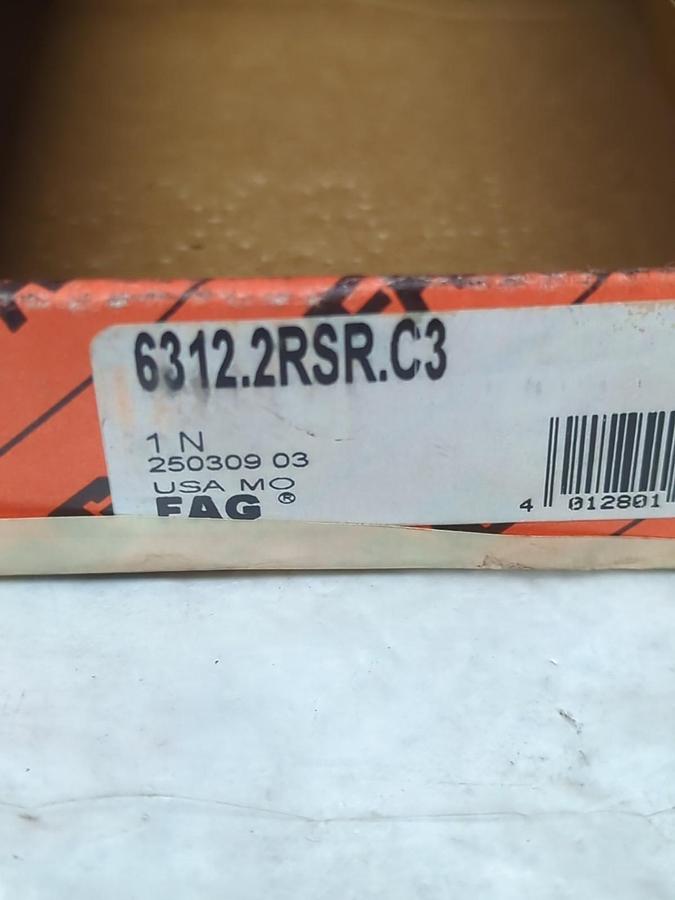 6312.2RSR.C3
1 N
250309 03
USA MO
FAG ®
4 012801